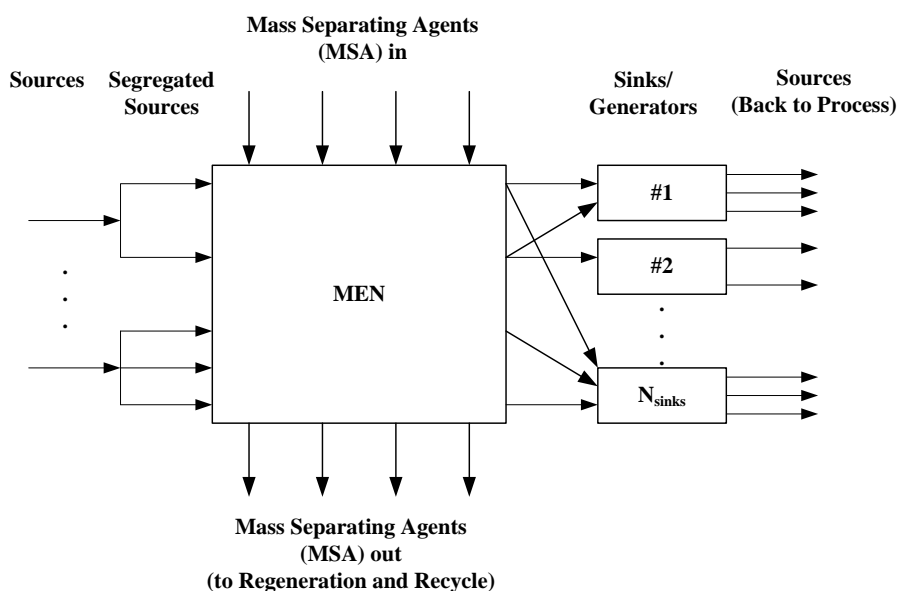 Mass Separating Agents
(MSA) in
Sources
Segregated
Sources
Sinks/
Generators
Sources
(Back to Process)
#1
#2
MEN
N_sinks
Mass Separating Agents
(MSA) out
(to Regeneration and Recycle)